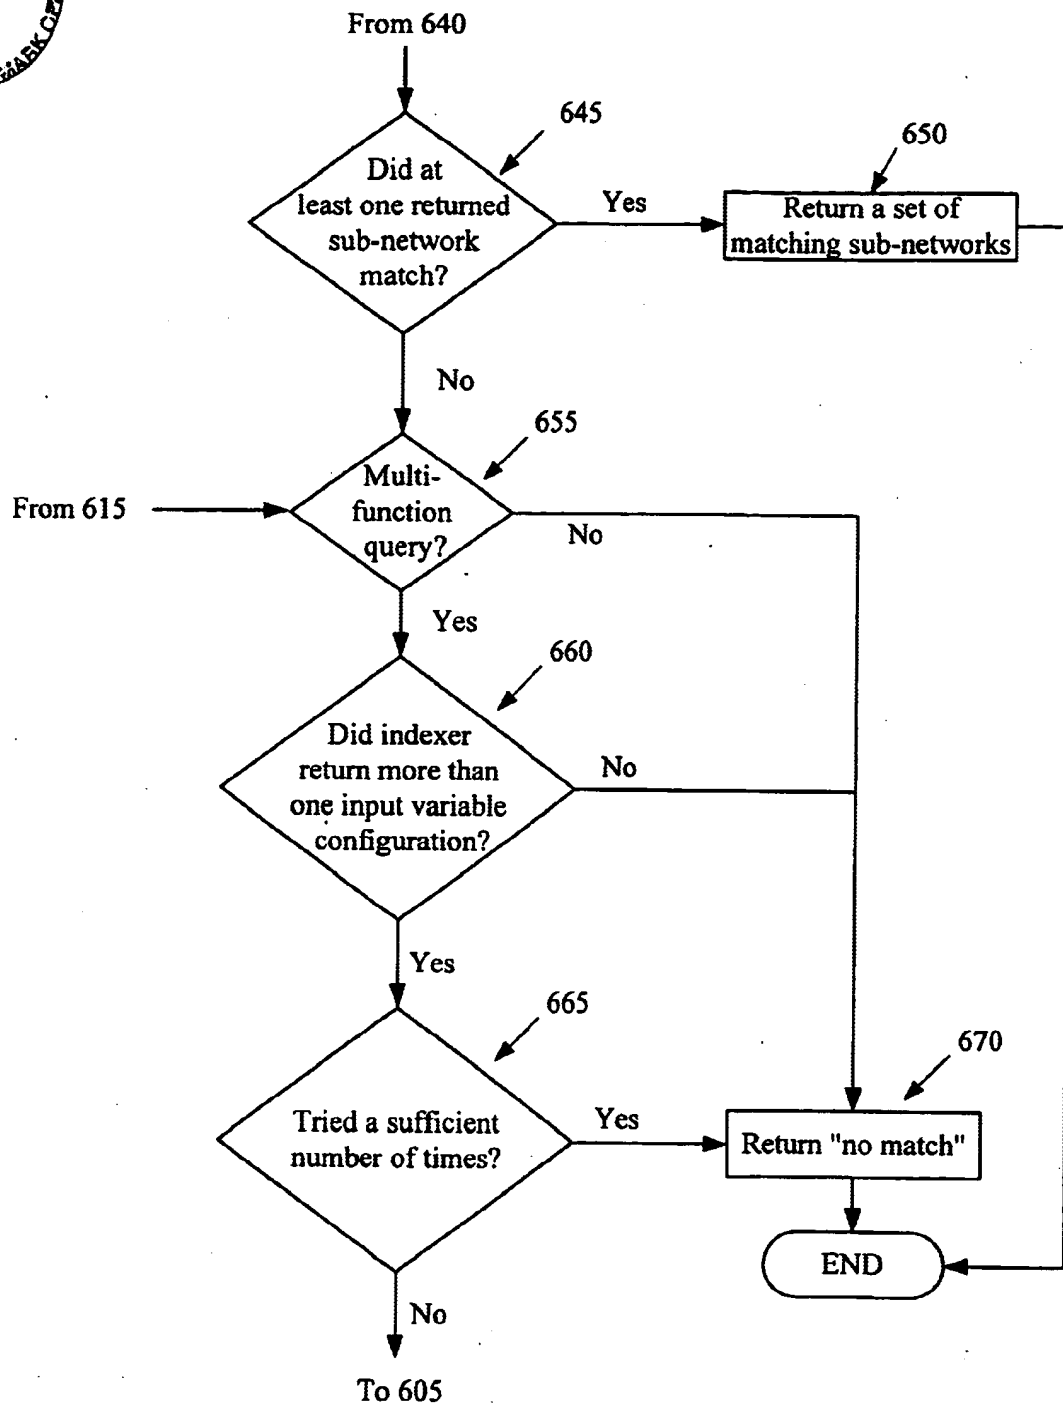 From 640
645
Did at
least one returned
sub-network
match?
Yes
650
Return a set of
matching sub-networks
No
655
From 615
Multi-
function
query?
No
Yes
660
Did indexer
return more than
one input variable
configuration?
No
Yes
665
Tried a sufficient
number of times?
Yes
670
Return "no match"
END
No
To 605